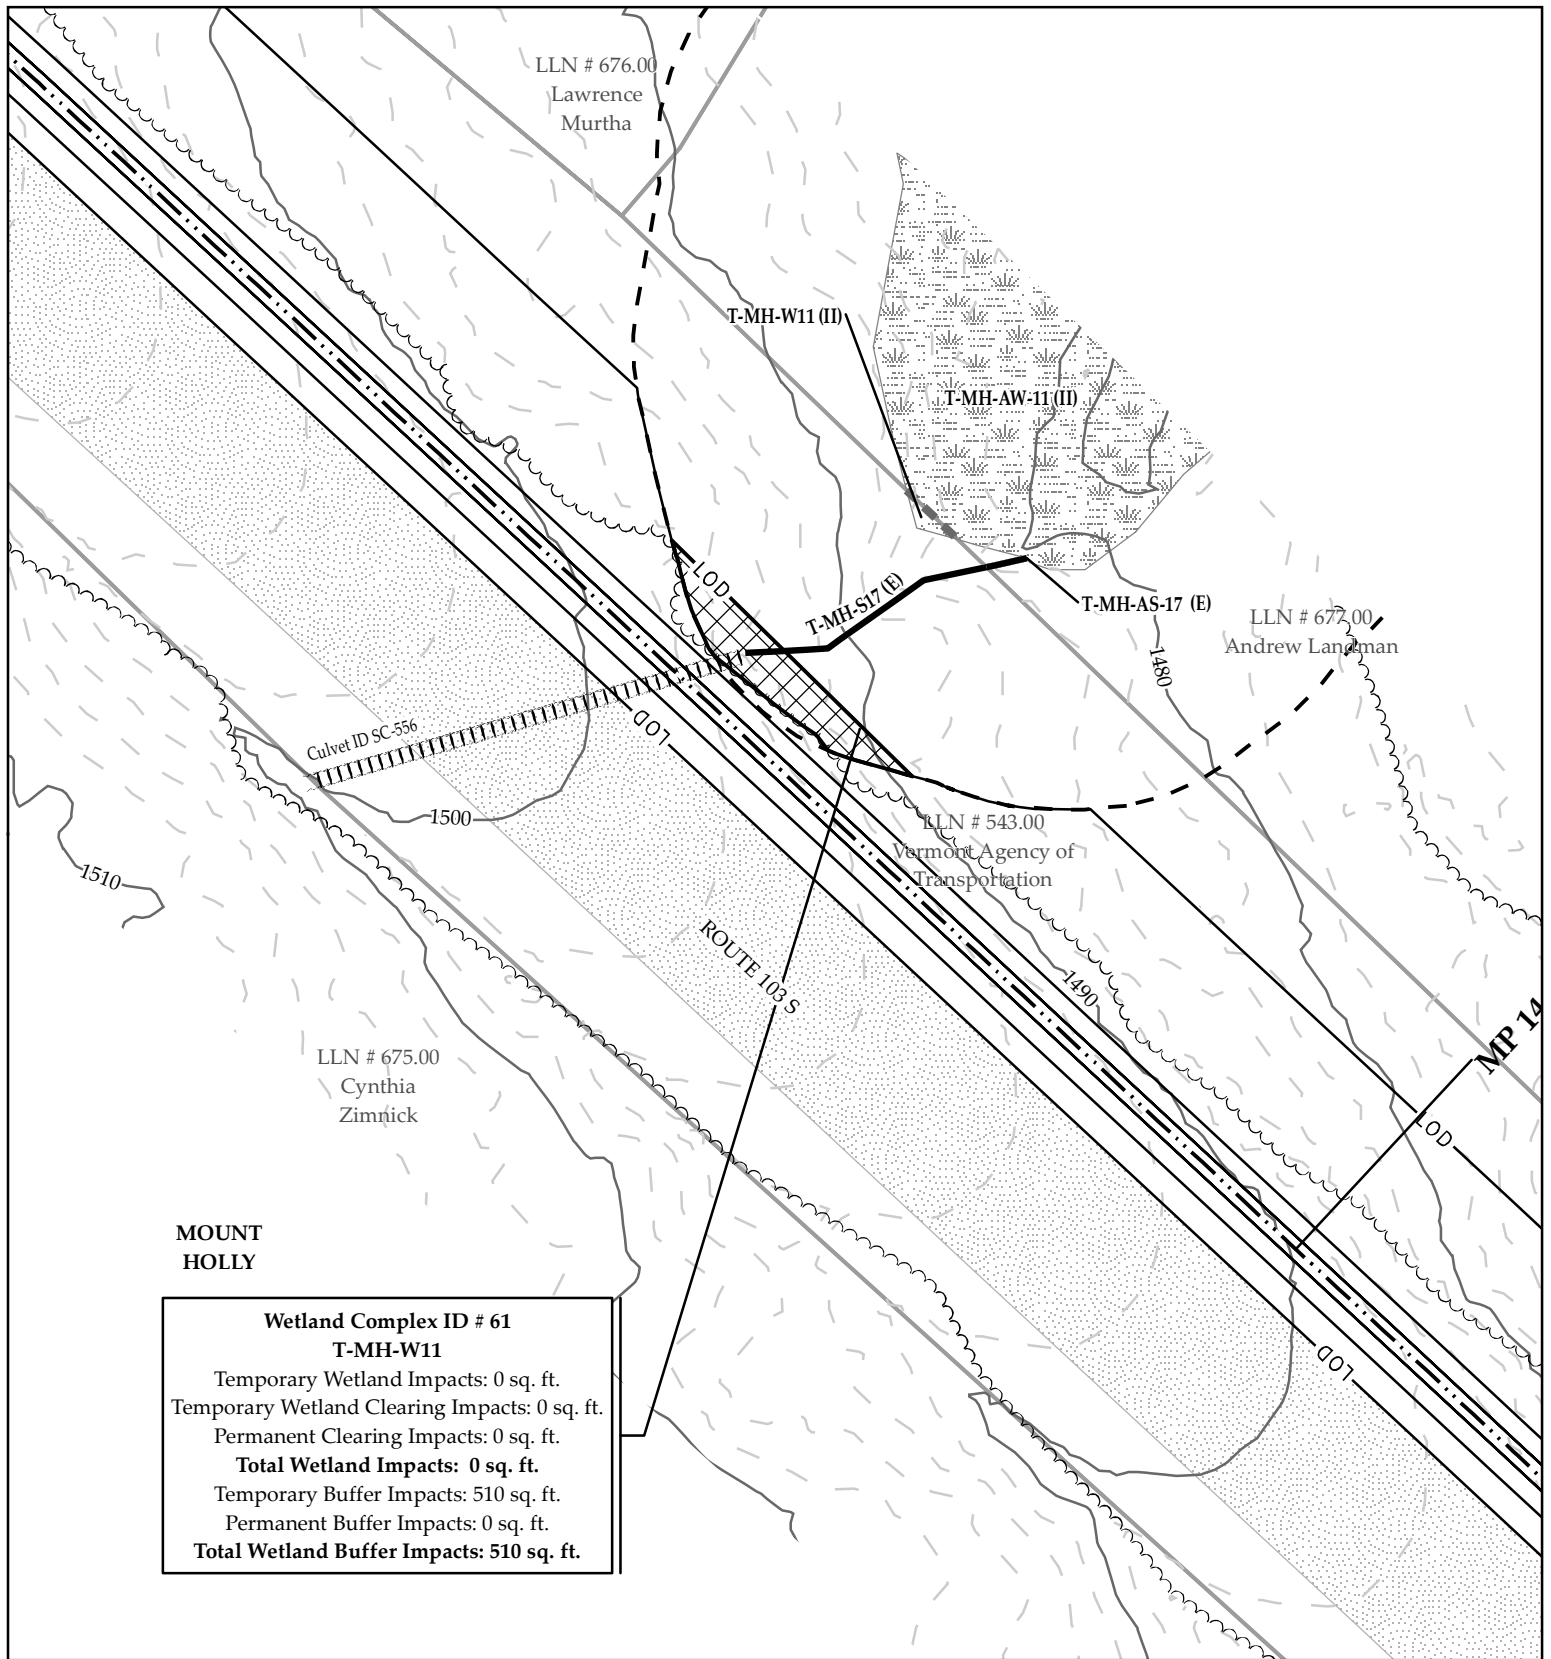 LLN # 676.00
Lawrence
Murtha
T-MH-W11 (II)
T-MH-AW-11 (II)
LOD
T-MH-S17 (E)
T-MH-AS-17 (E)
LLN # 677.00
Andrew Landman
1480
Culvet ID SC-556
LOD
1500
LLN # 543.00
Vermont Agency of
Transportation
1510
ROUTE 103 S
1490
MP 14
LLN # 675.00
Cynthia
Zimnick
LOD
MOUNT
HOLLY
Wetland Complex ID # 61
T-MH-W11
Temporary Wetland Impacts: 0 sq. ft.
Temporary Wetland Clearing Impacts: 0 sq. ft.
Permanent Clearing Impacts: 0 sq. ft.
Total Wetland Impacts: 0 sq. ft.
Temporary Buffer Impacts: 510 sq. ft.
Permanent Buffer Impacts: 0 sq. ft.
Total Wetland Buffer Impacts: 510 sq. ft.
LOD